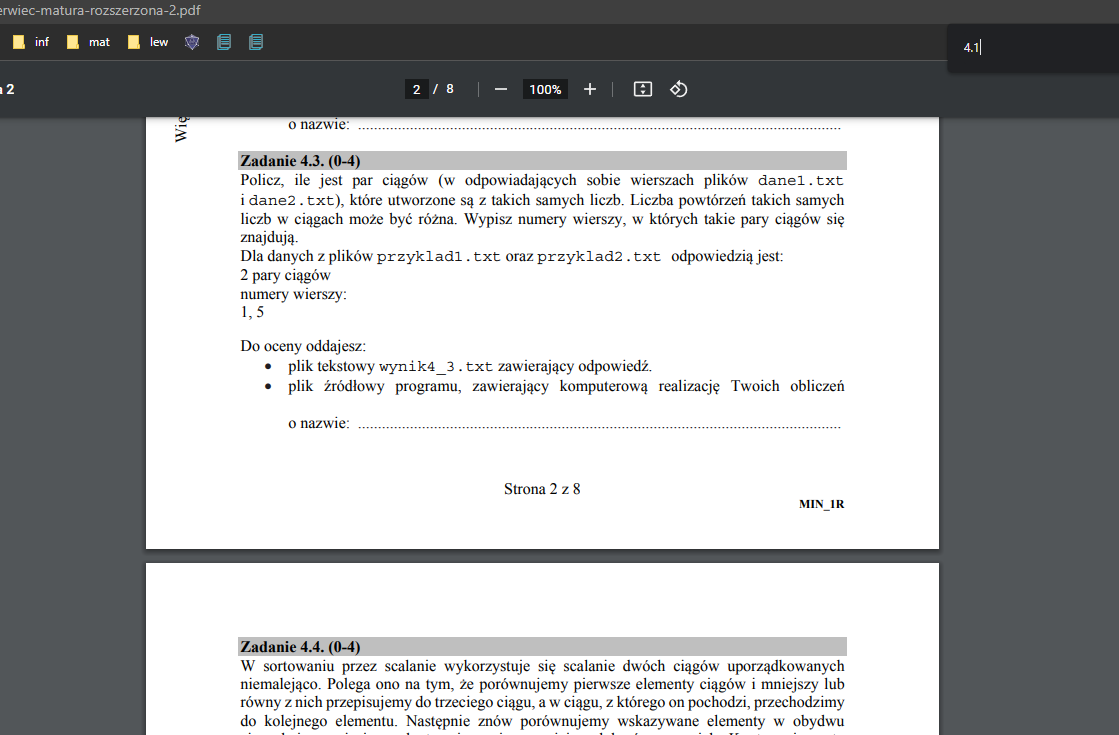 erwiec-matura-rozszerzona-2.pdf
inf mat lew
4.1
a 2
2 / 8 — 100% +
Wię
o nazwie: ................................................................
Zadanie 4.3. (0-4)
Policz, ile jest par ciągów (w odpowiadających sobie wierszach plików dane1.txt
i dane2.txt), które utworzone są z takich samych liczb. Liczba powtórzeń takich samych
liczb w ciągach może być różna. Wypisz numery wierszy, w których takie pary ciągów się
znajdują.
Dla danych z plików przyklad1.txt oraz przyklad2.txt odpowiedzią jest:
2 pary ciągów
numery wierszy:
1, 5
Do oceny oddajesz:
• plik tekstowy wynik4_3.txt zawierający odpowiedź.
• plik źródłowy programu, zawierający komputerową realizację Twoich obliczeń
o nazwie: ................................................................
Strona 2 z 8
MIN_1R
Zadanie 4.4. (0-4)
W sortowaniu przez scalanie wykorzystuje się scalanie dwóch ciągów uporządkowanych
niemalejąco. Polega ono na tym, że porównujemy pierwsze elementy ciągów i mniejszy lub
równy z nich przepisujemy do trzeciego ciągu, a w ciągu, z którego on pochodzi, przechodzimy
do kolejnego elementu. Następnie znów porównujemy wskazywane elementy w obydwu